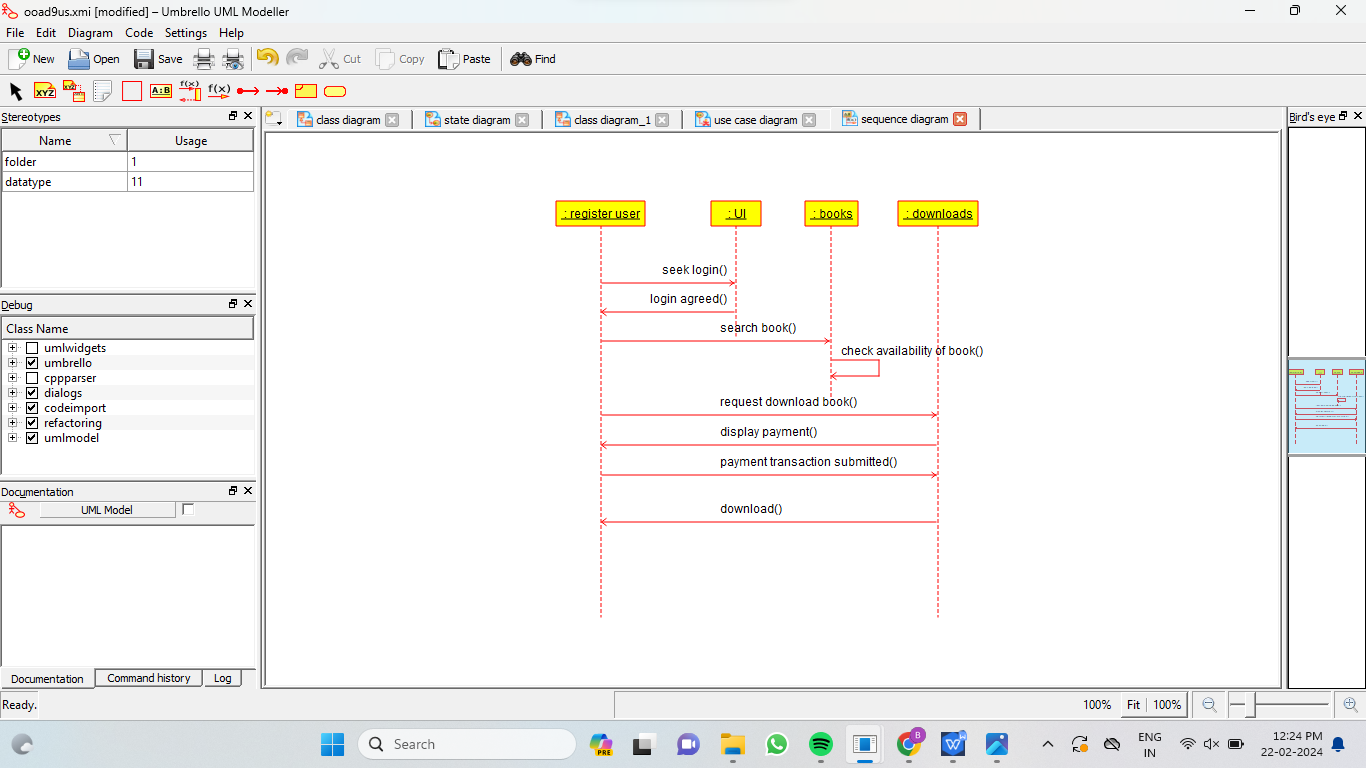 ooad9us.xmi [modified] – Umbrello UML Modeller
File Edit Diagram Code Settings Help
New Open Save Cut Copy Paste Find
XYZ XYZ A:B f(x) f(x)
Stereotypes
Name Usage
folder 1
datatype 11
Debug
Class Name
umlwidgets
umbrello
cppparser
dialogs
codeimport
refactoring
umlmodel
Documentation
UML Model
Documentation Command history Log
class diagram state diagram class diagram_1 use case diagram sequence diagram
: register user : UI : books : downloads
seek login()
login agreed()
search book()
check availability of book()
request download book()
display payment()
payment transaction submitted()
download()
Bird's eye
Ready.
100% Fit 100%
Search
PRE
B
W
ENG
IN
12:24 PM
22-02-2024